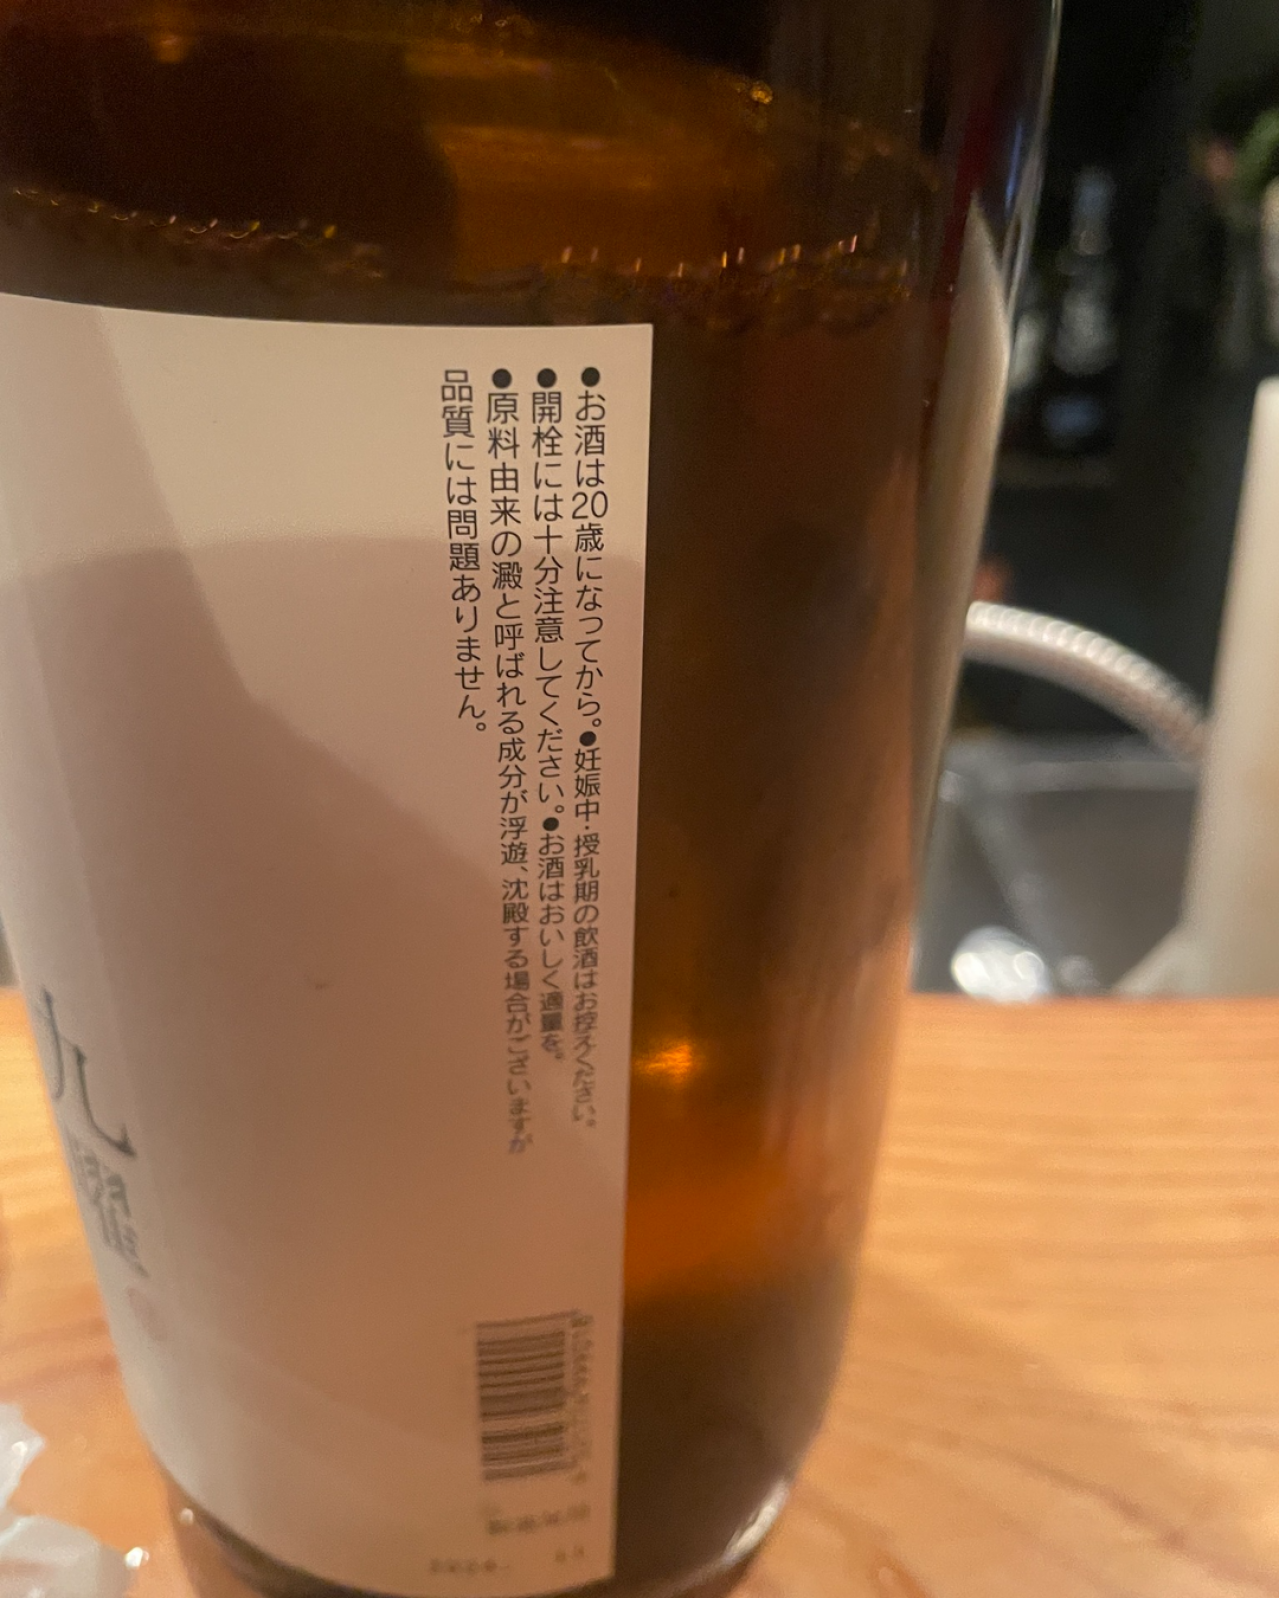 ●お酒は20歳になってから。●妊娠中・授乳期の飲酒はお控えください。
●開栓には十分注意してください。●お酒はおいしく適量を。
●原料由来の澱と呼ばれる成分が浮遊、沈殿する場合がございますが
品質には問題ありません。
九曜